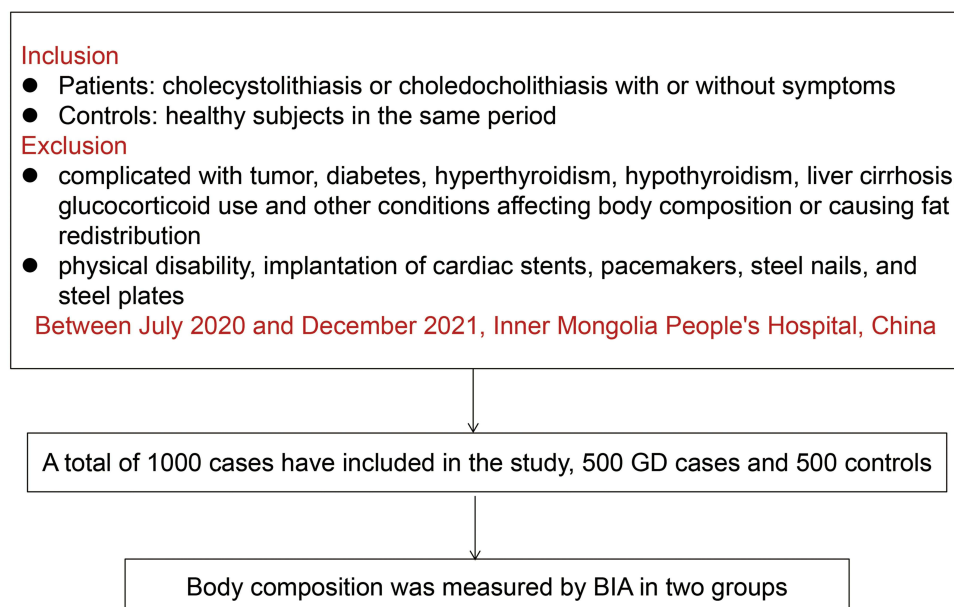 Inclusion
● Patients: cholecystolithiasis or choledocholithiasis with or without symptoms
● Controls: healthy subjects in the same period
Exclusion
● complicated with tumor, diabetes, hyperthyroidism, hypothyroidism, liver cirrhosis
glucocorticoid use and other conditions affecting body composition or causing fat
redistribution
● physical disability, implantation of cardiac stents, pacemakers, steel nails, and
steel plates
Between July 2020 and December 2021, Inner Mongolia People's Hospital, China
A total of 1000 cases have included in the study, 500 GD cases and 500 controls
Body composition was measured by BIA in two groups